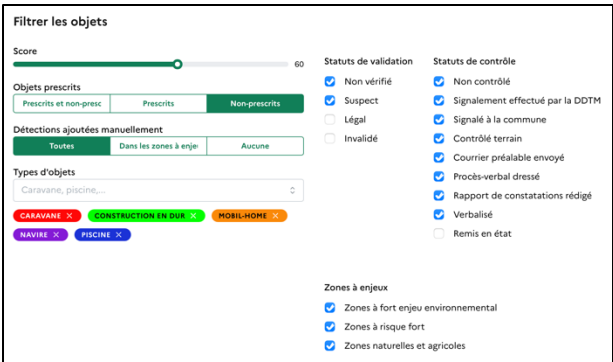 Filtrer les objets
Score
60
Objets prescrits
Prescrits et non-presc
Prescrits
Non-prescrits
Détections ajoutées manuellement
Toutes
Dans les zones à enje
Aucune
Types d'objets
Caravane, piscine,...
CARAVANE ×
CONSTRUCTION EN DUR ×
MOBIL-HOME ×
NAVIRE ×
PISCINE ×
Statuts de validation
Non vérifié
Suspect
Légal
Invalidé
Statuts de contrôle
Non contrôlé
Signalement effectué par la DDTM
Signalé à la commune
Contrôlé terrain
Courrier préalable envoyé
Procès-verbal dressé
Rapport de constatations rédigé
Verbalisé
Remis en état
Zones à enjeux
Zones à fort enjeu environnemental
Zones à risque fort
Zones naturelles et agricoles